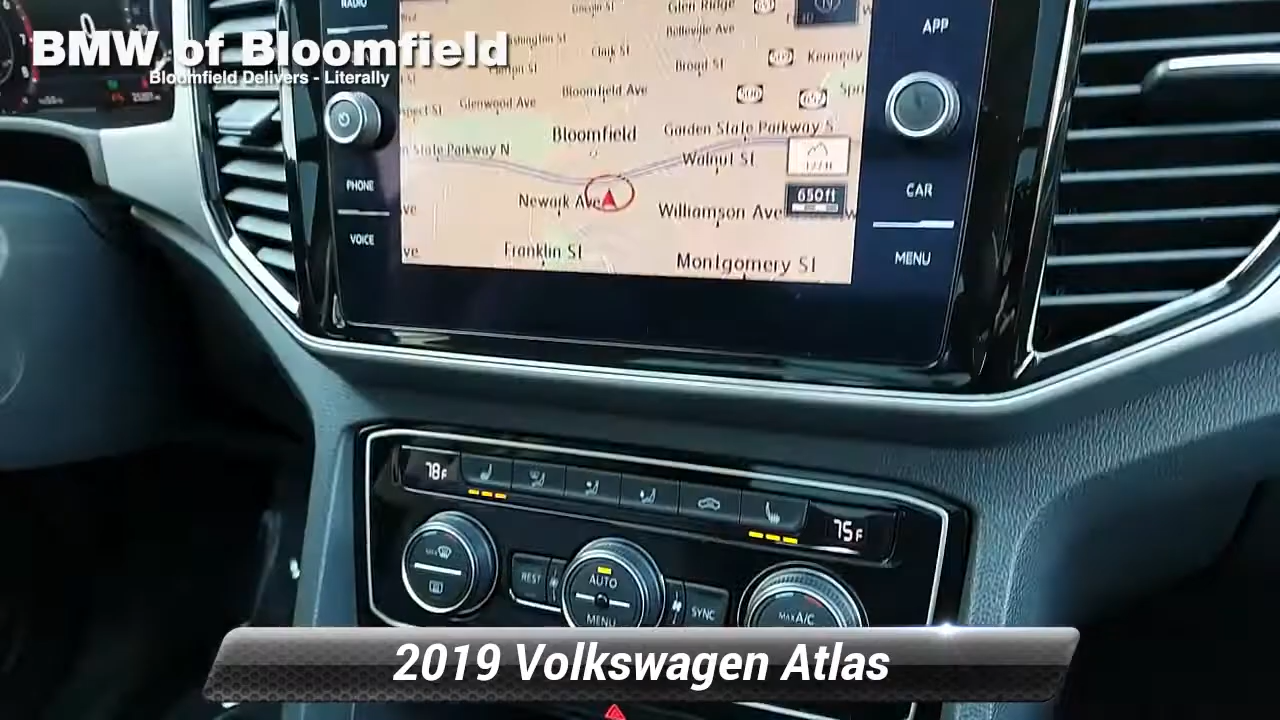 BMW of Bloomfield
Bloomfield Delivers - Literally
RADIO
PHONE
VOICE
Glen Ridge
Belleville Ave
Clark St
Broad St
Kennedy
Glenwood Ave
Bloomfield Ave
Bloomfield
Garden State Parkway S
State Parkway N
Walnut St
Newark Ave
650ft
Williamson Ave
ve
Franklin St
Montgomery St
APP
CAR
MENU
78F
75F
MAX
REST
AUTO
MENU
SYNC
MAX A/C
2019 Volkswagen Atlas